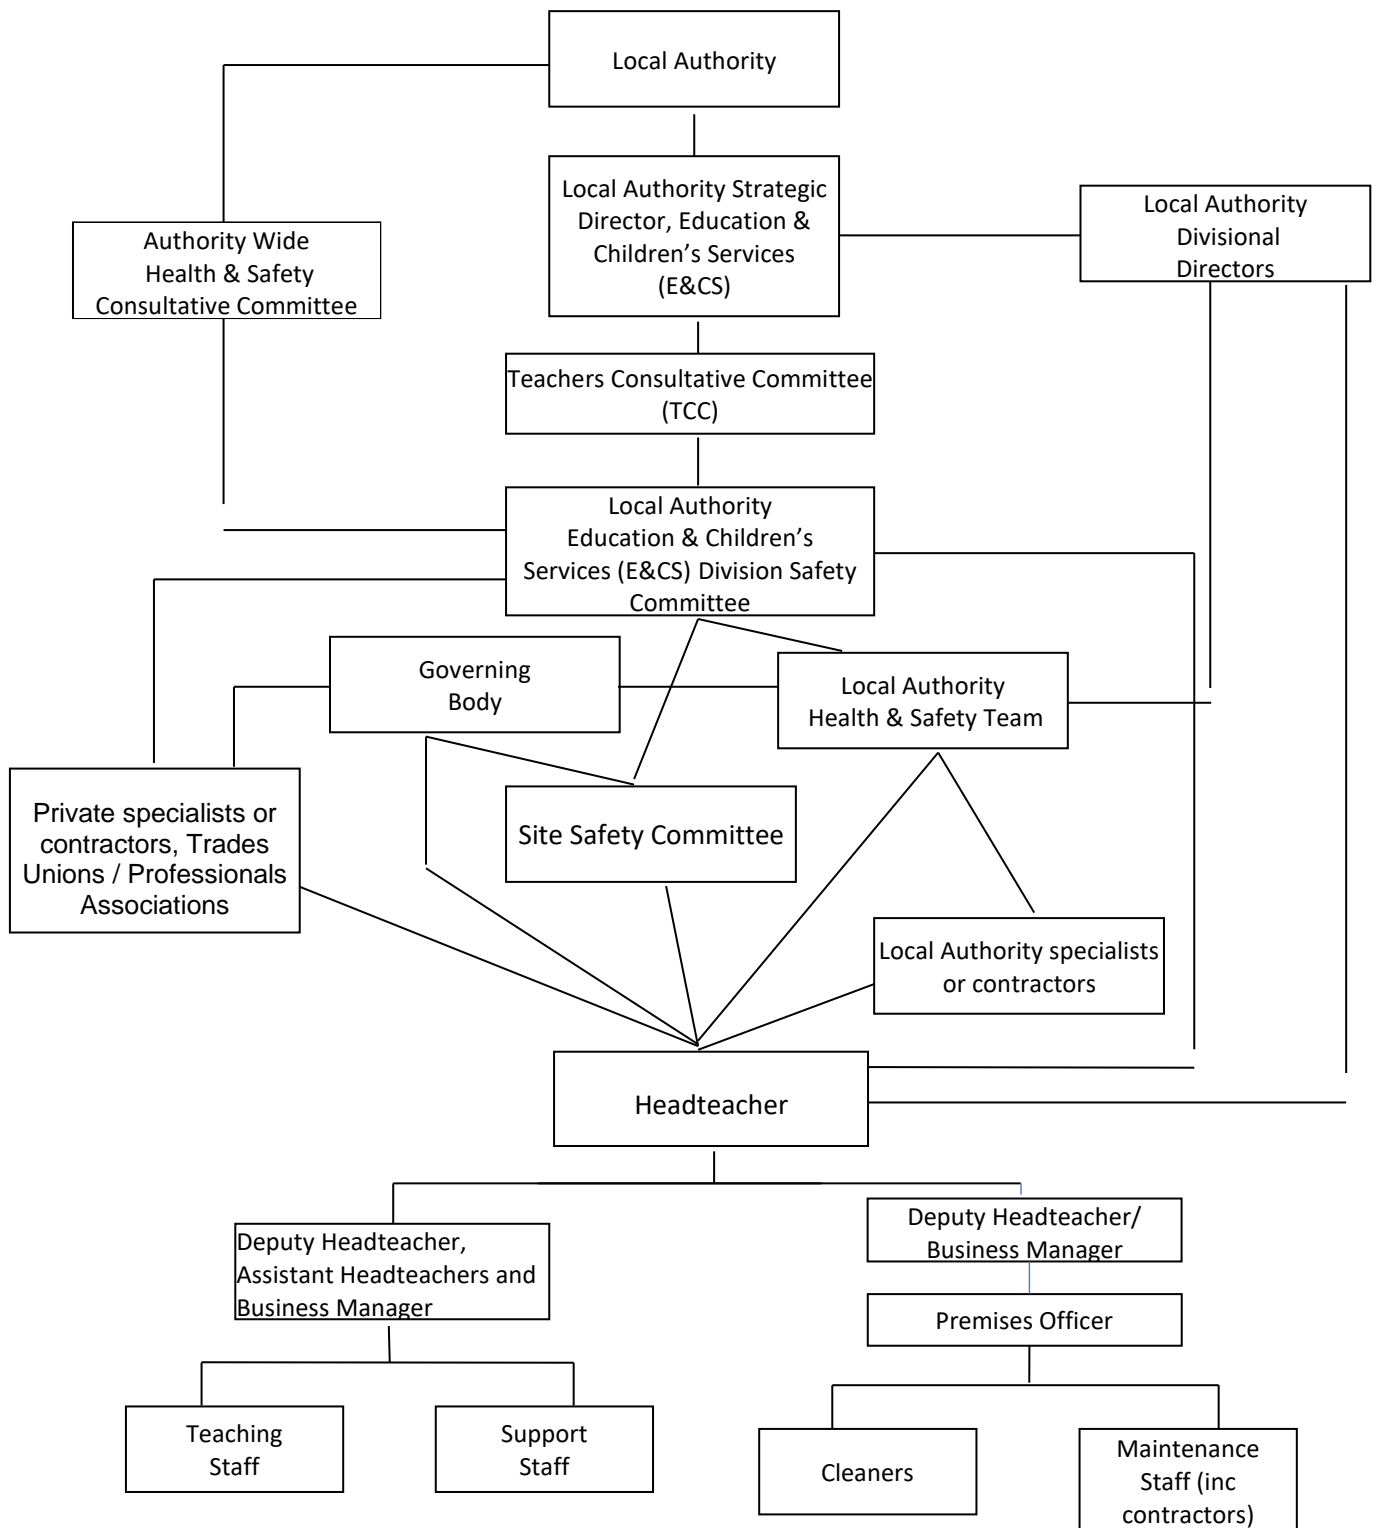 Local Authority
Local Authority Strategic
Director, Education &
Children’s Services
(E&CS)
Local Authority
Divisional
Directors
Authority Wide
Health & Safety
Consultative Committee
Teachers Consultative Committee
(TCC)
Local Authority
Education & Children’s
Services (E&CS) Division Safety
Committee
Governing
Body
Local Authority
Health & Safety Team
Private specialists or
contractors, Trades
Unions / Professionals
Associations
Site Safety Committee
Local Authority specialists
or contractors
Headteacher
Deputy Headteacher,
Assistant Headteachers and
Business Manager
Deputy Headteacher/
Business Manager
Premises Officer
Teaching
Staff
Support
Staff
Cleaners
Maintenance
Staff (inc
contractors)